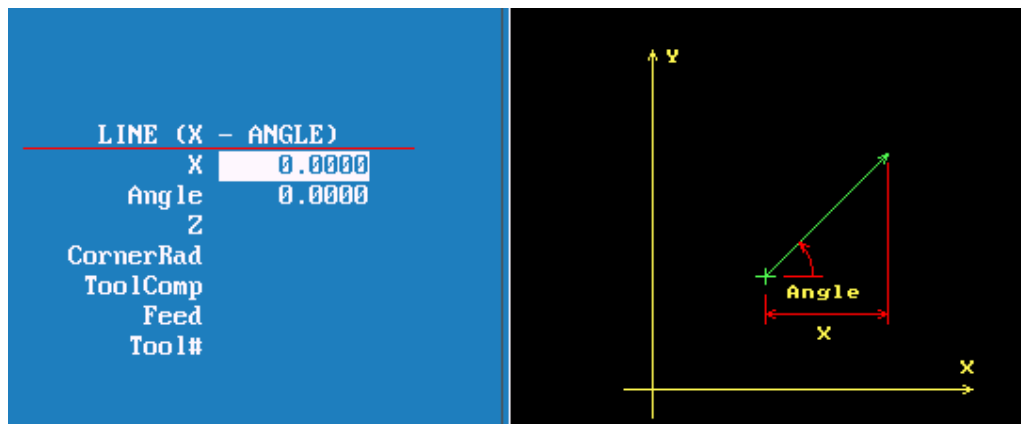 LINE (X - ANGLE)
X 0.0000
Angle 0.0000
Z
CornerRad
ToolComp
Feed
Tool#
Y
Angle
X
X